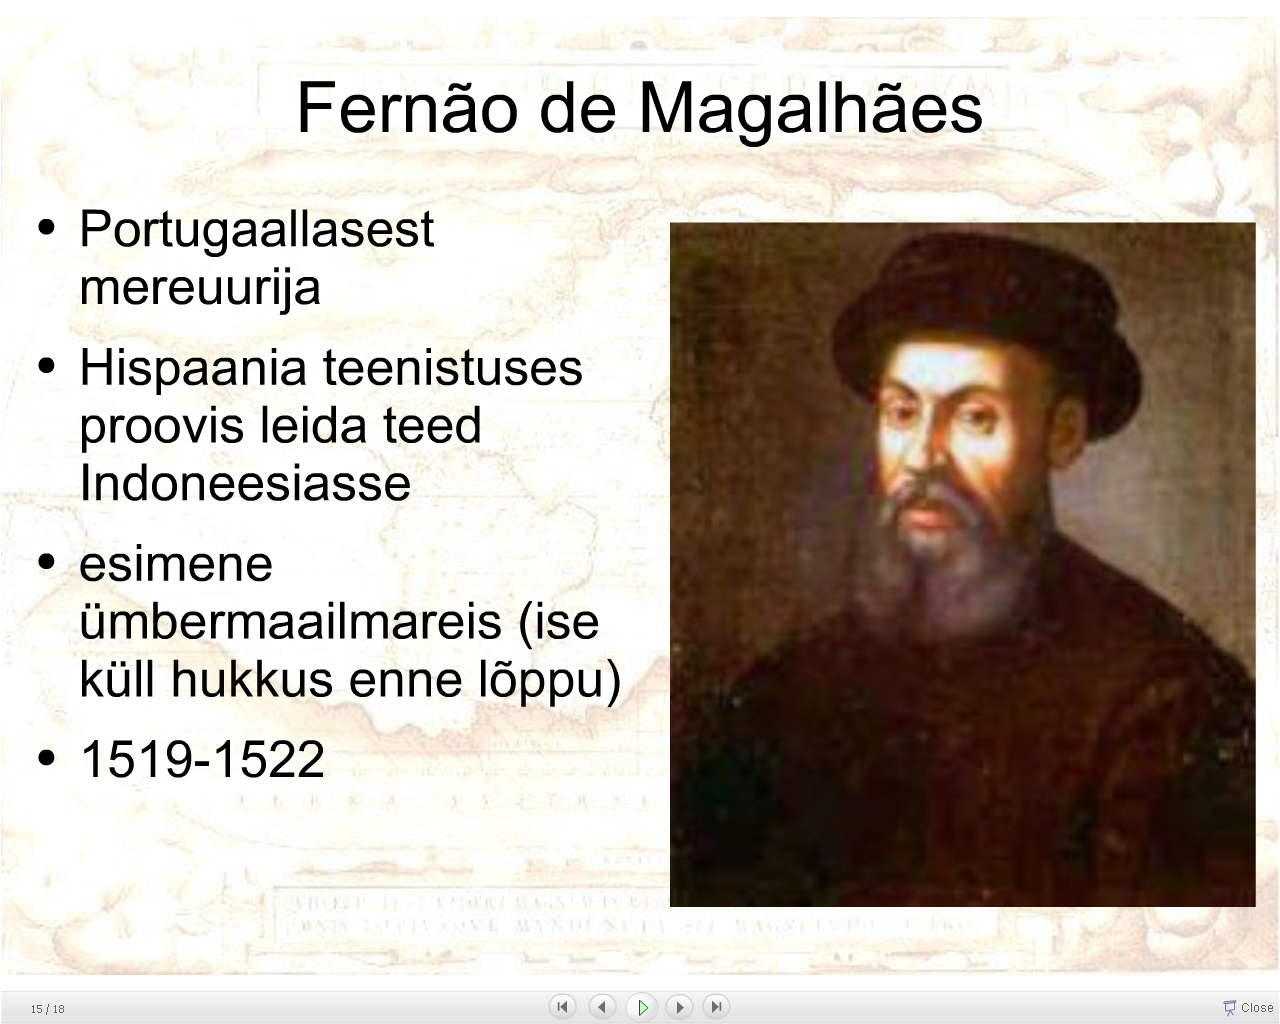 Fernão de Magalhães
• Portugaallasest
mereuurija
• Hispaania teenistuses
proovis leida teed
Indoneesiasse
• esimene
ümbermaailmareis (ise
küll hukkus enne lõppu)
• 1519-1522
15 / 18
Close